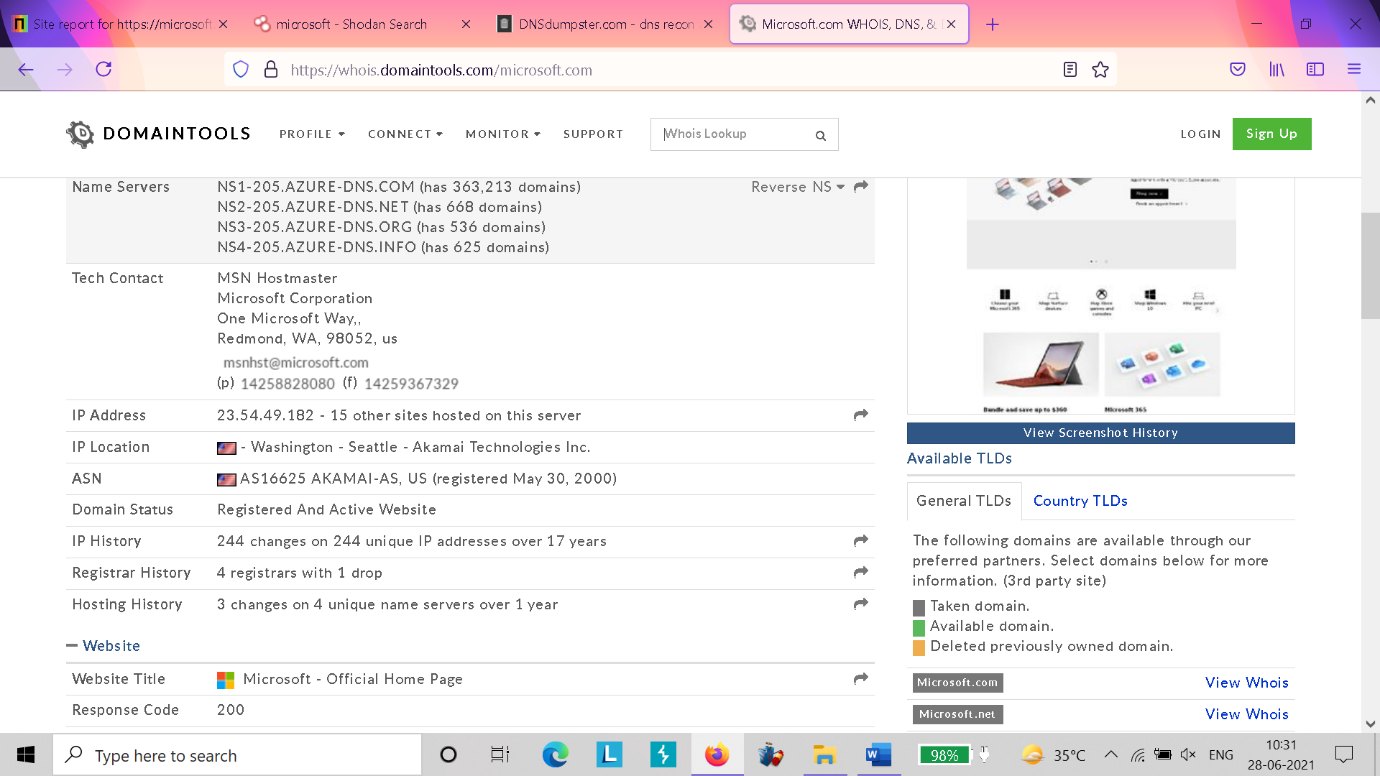 Site report for https://microsoft
microsoft - Shodan Search
DNSdumpster.com - dns recon
Microsoft.com WHOIS, DNS, &
https://whois.domaintools.com/microsoft.com
DOMAINTOOLS
PROFILE
CONNECT
MONITOR
SUPPORT
Whois Lookup
LOGIN
Sign Up
Name Servers
NS1-205.AZURE-DNS.COM (has 363,213 domains)
Reverse NS
NS2-205.AZURE-DNS.NET (has 668 domains)
NS3-205.AZURE-DNS.ORG (has 536 domains)
NS4-205.AZURE-DNS.INFO (has 625 domains)
Tech Contact
MSN Hostmaster
Microsoft Corporation
One Microsoft Way,,
Redmond, WA, 98052, us
msnhst@microsoft.com
(p) 14258828080 (f) 14259367329
IP Address
23.54.49.182 - 15 other sites hosted on this server
IP Location
- Washington - Seattle - Akamai Technologies Inc.
ASN
AS16625 AKAMAI-AS, US (registered May 30, 2000)
Domain Status
Registered And Active Website
IP History
244 changes on 244 unique IP addresses over 17 years
Registrar History
4 registrars with 1 drop
Hosting History
3 changes on 4 unique name servers over 1 year
Website
Website Title
Microsoft - Official Home Page
Response Code
200
Bundle and save up to $360
Microsoft 365
View Screenshot History
Available TLDs
General TLDs
Country TLDs
The following domains are available through our
preferred partners. Select domains below for more
information. (3rd party site)
Taken domain.
Available domain.
Deleted previously owned domain.
Microsoft.com
View Whois
Microsoft.net
View Whois
Type here to search
98%
35°C
ENG
10:31
28-06-2021